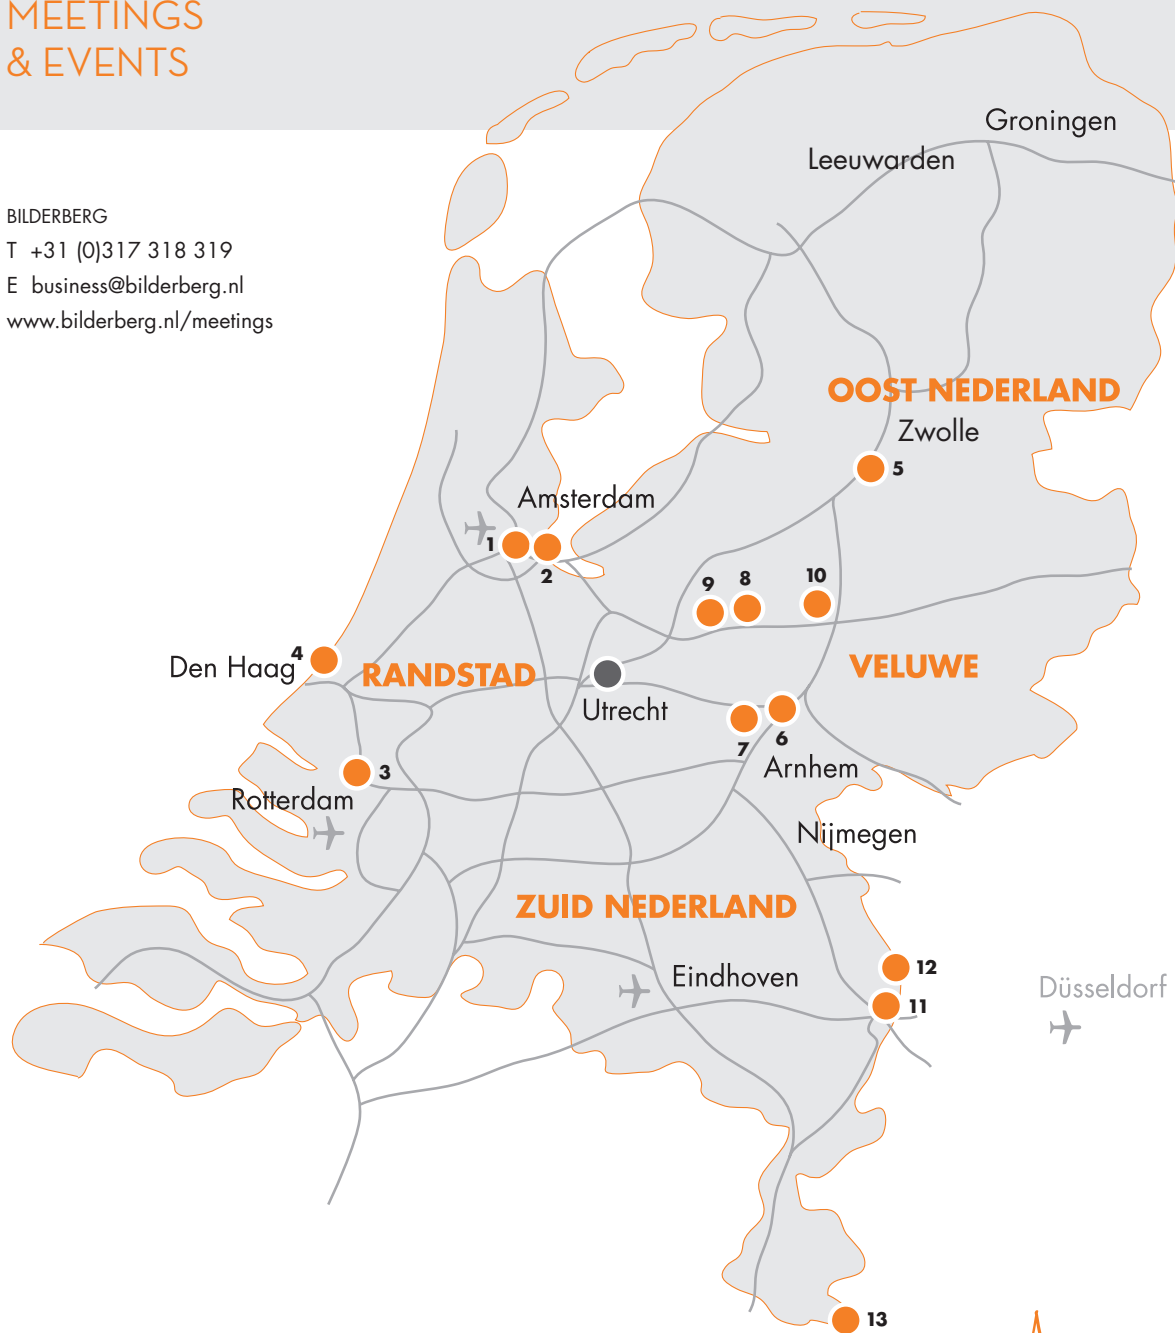 MEETINGS
& EVENTS
BILDERBERG
T +31 (0)317 318 319
E business@bilderberg.nl
www.bilderberg.nl/meetings
Groningen
Leeuwarden
OOST NEDERLAND
Zwolle
5
Amsterdam
1
2
9
8
10
4
Den Haag
RANDSTAD
VELUWE
Utrecht
7
6
Arnhem
3
Rotterdam
Nijmegen
ZUID NEDERLAND
12
Eindhoven
11
Düsseldorf
13